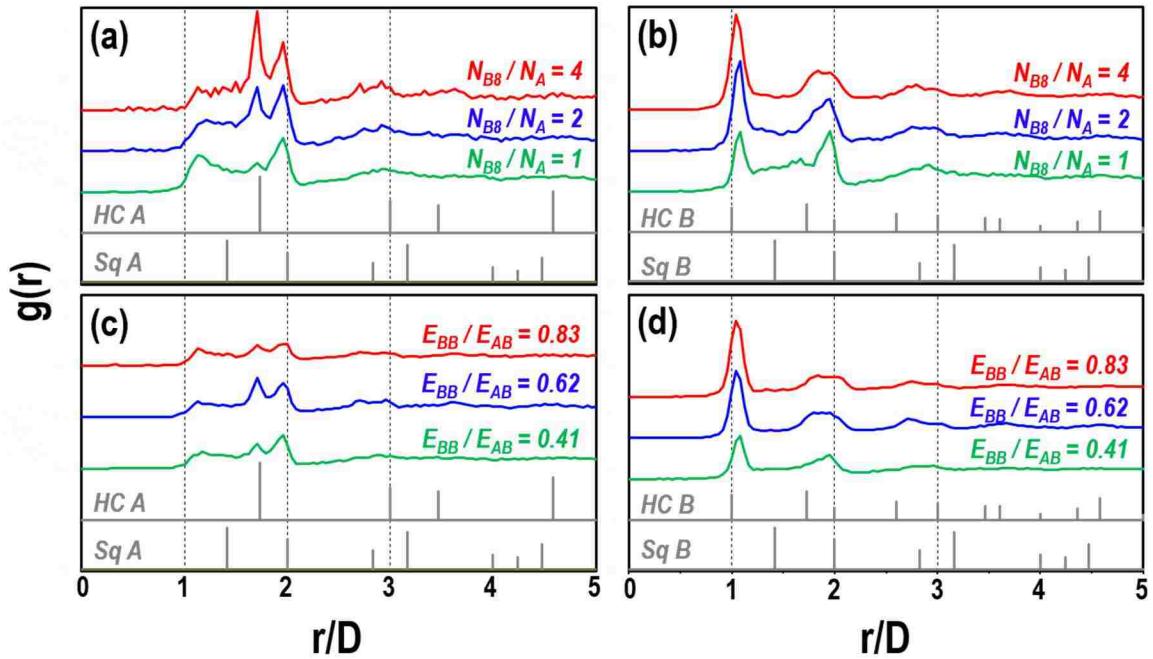 g(r)
(a)
N_B8 / N_A = 4
N_B8 / N_A = 2
N_B8 / N_A = 1
HC A
Sq A
(b)
N_B8 / N_A = 4
N_B8 / N_A = 2
N_B8 / N_A = 1
HC B
Sq B
(c)
E_BB / E_AB = 0.83
E_BB / E_AB = 0.62
E_BB / E_AB = 0.41
HC A
Sq A
0 1 2 3 4 5
r/D
(d)
E_BB / E_AB = 0.83
E_BB / E_AB = 0.62
E_BB / E_AB = 0.41
HC B
Sq B
0 1 2 3 4 5
r/D